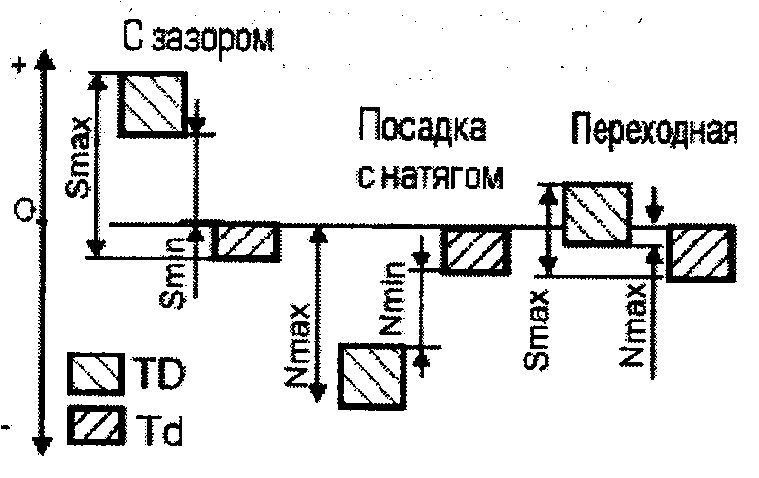 С зазором
+
Smax
Smin
О
Посадка
с натягом
Nmax
Nmin
Переходная
Smax
Nmax
TD
Td
-